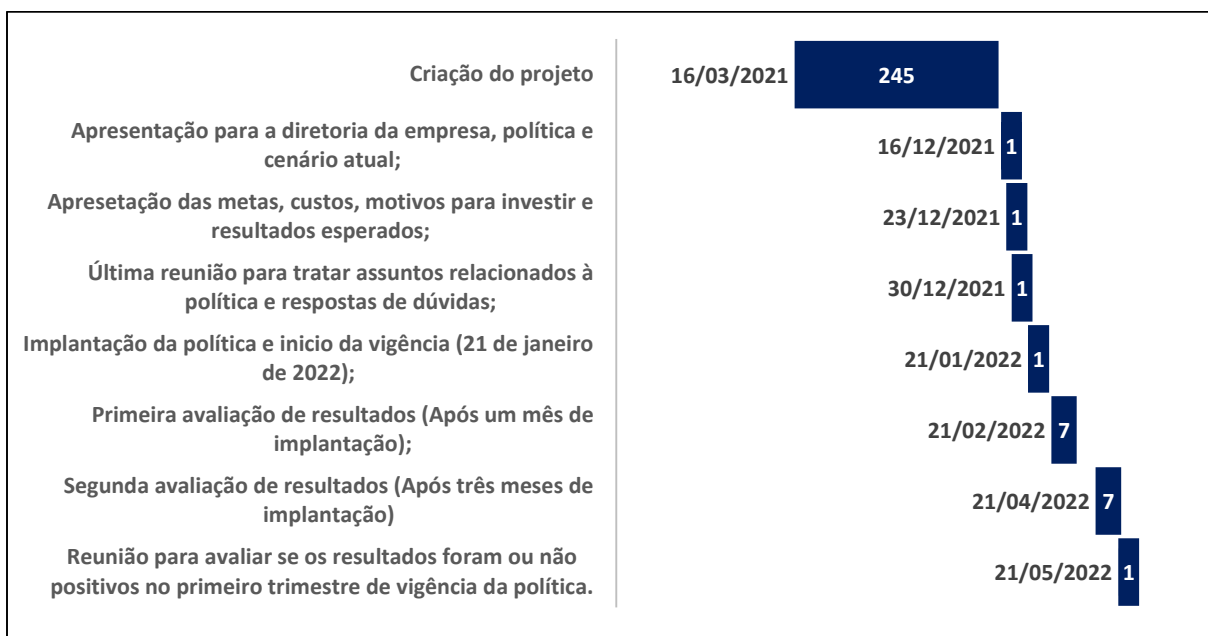 Criação do projeto
16/03/2021
245
Apresentação para a diretoria da empresa, política e
cenário atual;
16/12/2021
1
Apresetação das metas, custos, motivos para investir e
resultados esperados;
23/12/2021
1
Última reunião para tratar assuntos relacionados à
política e respostas de dúvidas;
30/12/2021
1
Implantação da política e inicio da vigência (21 de janeiro
de 2022);
21/01/2022
1
Primeira avaliação de resultados (Após um mês de
implantação);
21/02/2022
7
Segunda avaliação de resultados (Após três meses de
implantação)
21/04/2022
7
Reunião para avaliar se os resultados foram ou não
positivos no primeiro trimestre de vigência da política.
21/05/2022
1